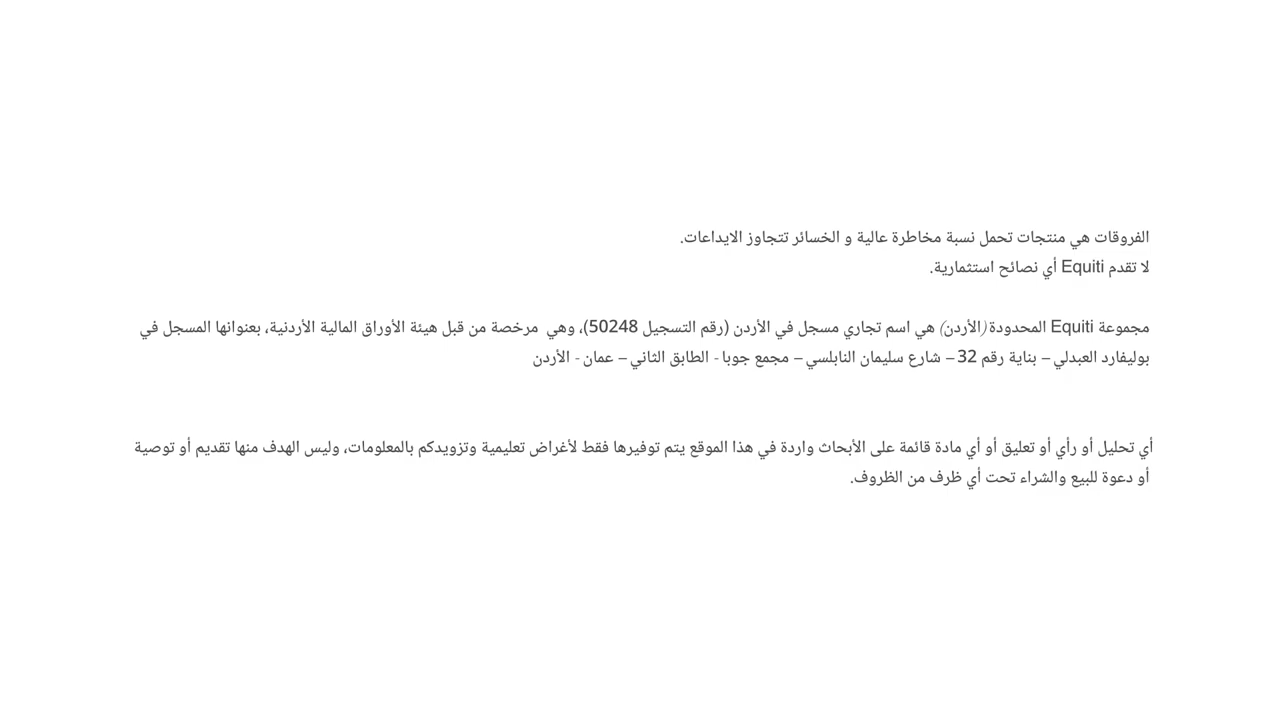 الفروقات هي منتجات تحمل نسبة مخاطرة عالية و الخسائر تتجاوز الايداعات.
لا تقدم Equiti أي نصائح استثمارية.
مجموعة Equiti المحدودة (الأردن) هي اسم تجاري مسجل في الأردن (رقم التسجيل 50248)، وهي مرخصة من قبل هيئة الأوراق المالية الأردنية، بعنوانها المسجل في
بوليفارد العبدلي – بناية رقم 32 – شارع سليمان النابلسي – مجمع جوبا - الطابق الثاني – عمان - الأردن
أي تحليل أو رأي أو تعليق أو أي مادة قائمة على الأبحاث واردة في هذا الموقع يتم توفيرها فقط لأغراض تعليمية وتزويدكم بالمعلومات، وليس الهدف منها تقديم أو توصية
أو دعوة للبيع والشراء تحت أي ظرف من الظروف.